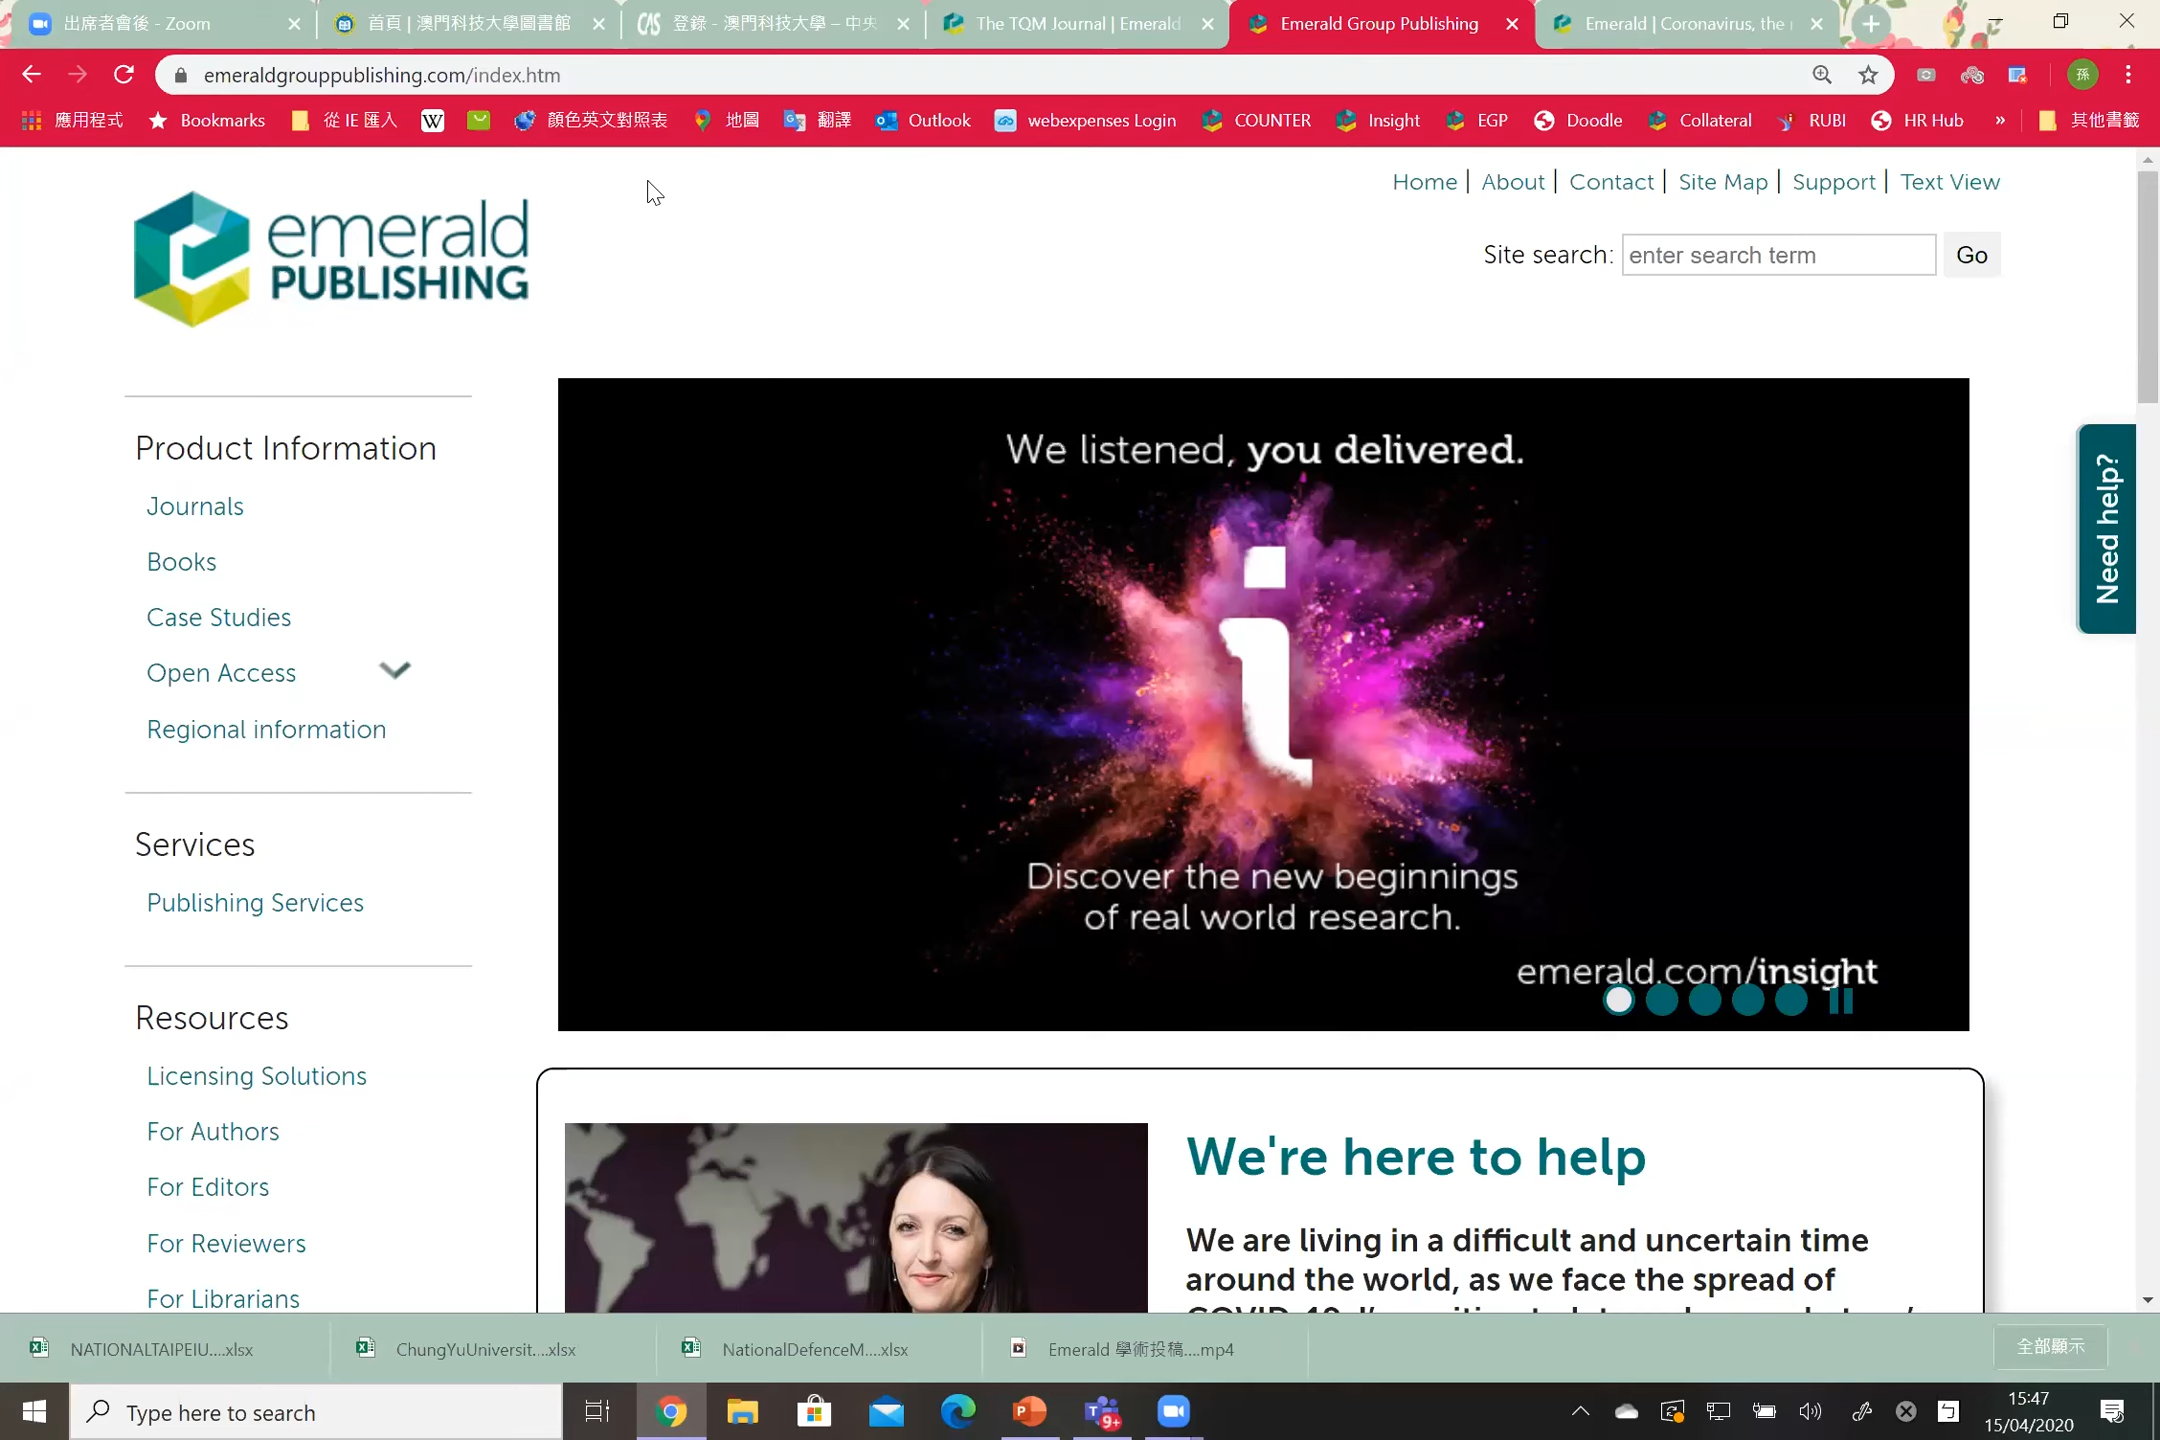 出席者會後 - Zoom
首頁 | 澳門科技大學圖書館
登錄 - 澳門科技大學 – 中央
The TQM Journal | Emerald
Emerald Group Publishing
Emerald | Coronavirus, the
emeraldgrouppublishing.com/index.htm
孫
應用程式
Bookmarks
從 IE 匯入
W
顏色英文對照表
地圖
翻譯
Outlook
webexpenses Login
COUNTER
Insight
EGP
Doodle
Collateral
RUBI
HR Hub
»
其他書籤
Home | About | Contact | Site Map | Support | Text View
emerald
PUBLISHING
Site search: enter search term Go
Product Information
Journals
Books
Case Studies
Open Access
Regional information
Services
Publishing Services
Resources
Licensing Solutions
For Authors
For Editors
For Reviewers
For Librarians
We listened, you delivered.
i
Discover the new beginnings
of real world research.
emerald.com/insight
Need help?
We're here to help
We are living in a difficult and uncertain time
around the world, as we face the spread of
NATIONALTAIPEIU....xlsx
ChungYuUniversit....xlsx
NationalDefenceM....xlsx
Emerald 學術投稿....mp4
全部顯示
Type here to search
9+
15:47
15/04/2020